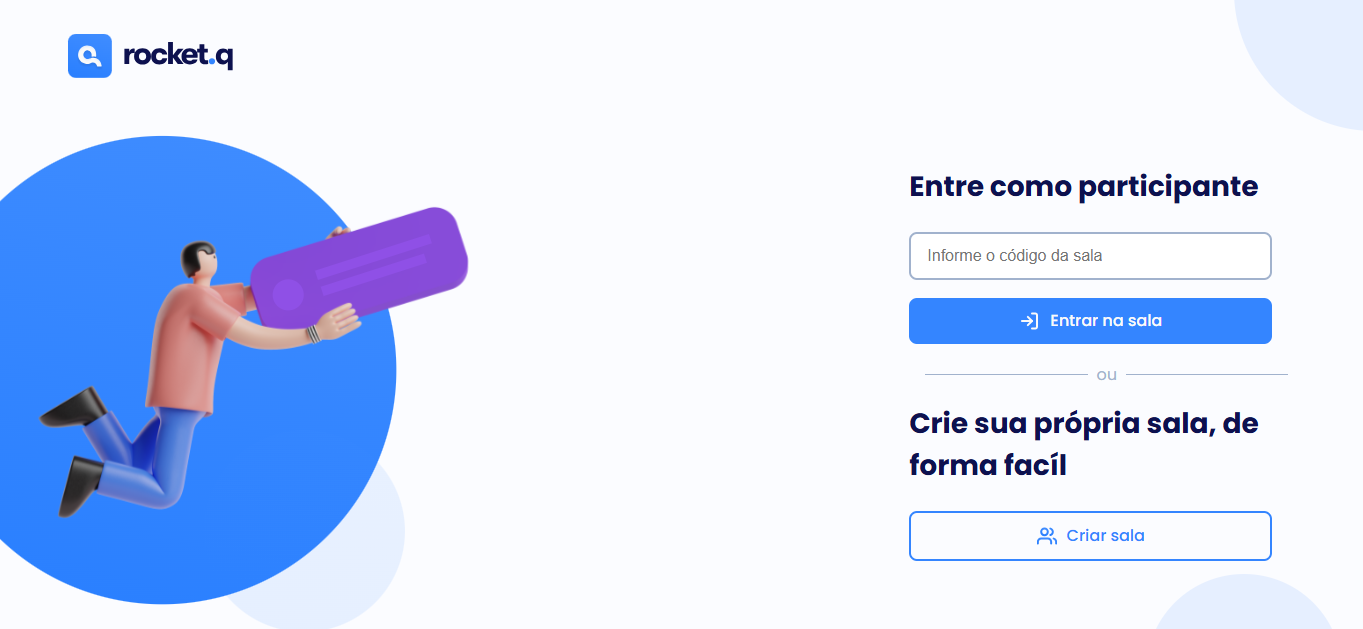 rocket.q
Entre como participante
Informe o código da sala
Entrar na sala
ou
Crie sua própria sala, de
forma facíl
Criar sala